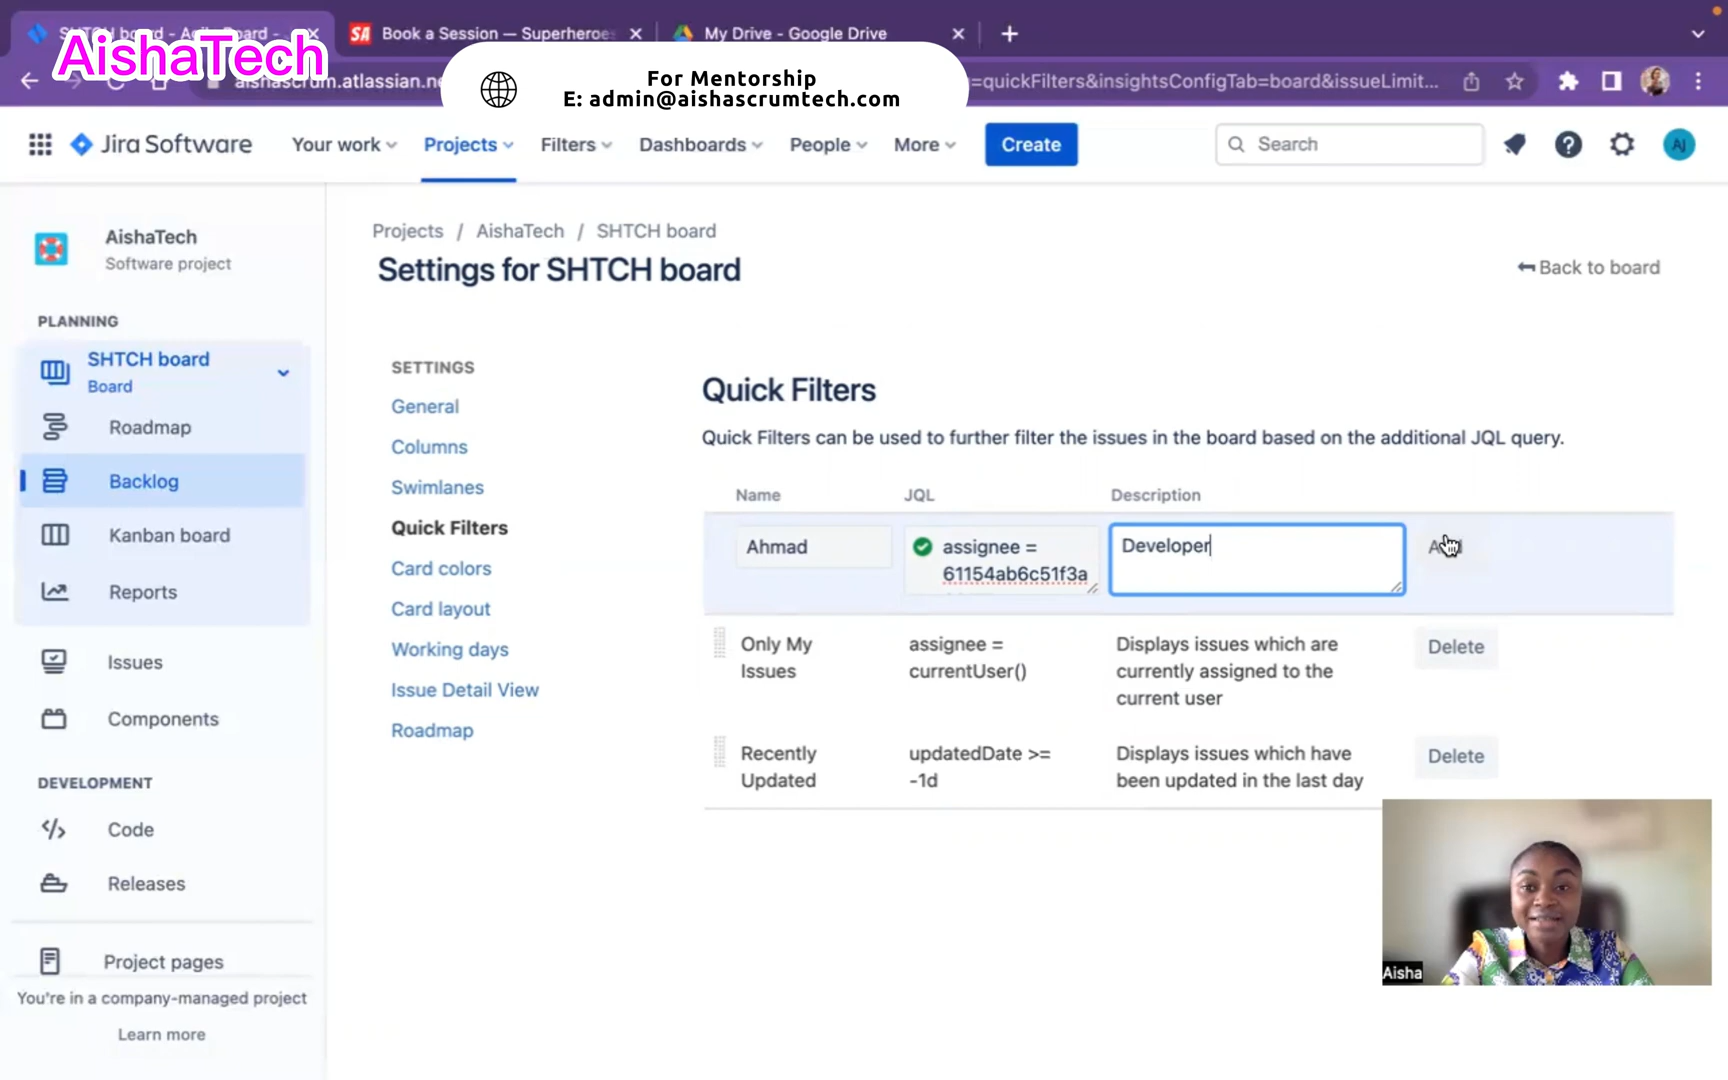 SHTCH board - Agile Board -
Book a Session — Superheroes
My Drive - Google Drive
AishaTech
aishascrum.atlassian.ne
For Mentorship
E: admin@aishascrumtech.com
=quickFilters&insightsConfigTab=board&issueLimit...
Jira Software
Your work
Projects
Filters
Dashboards
People
More
Create
Search
AJ
AishaTech
Software project
Projects / AishaTech / SHTCH board
Settings for SHTCH board
Back to board
PLANNING
SHTCH board
Board
Roadmap
Backlog
Kanban board
Reports
Issues
Components
DEVELOPMENT
Code
Releases
Project pages
You're in a company-managed project
Learn more
SETTINGS
General
Columns
Swimlanes
Quick Filters
Card colors
Card layout
Working days
Issue Detail View
Roadmap
Quick Filters
Quick Filters can be used to further filter the issues in the board based on the additional JQL query.
Name
JQL
Description
Ahmad
assignee =
61154ab6c51f3a
Developer
Only My
Issues
assignee =
currentUser()
Displays issues which are
currently assigned to the
current user
Delete
Recently
Updated
updatedDate >=
-1d
Displays issues which have
been updated in the last day
Delete
Aisha